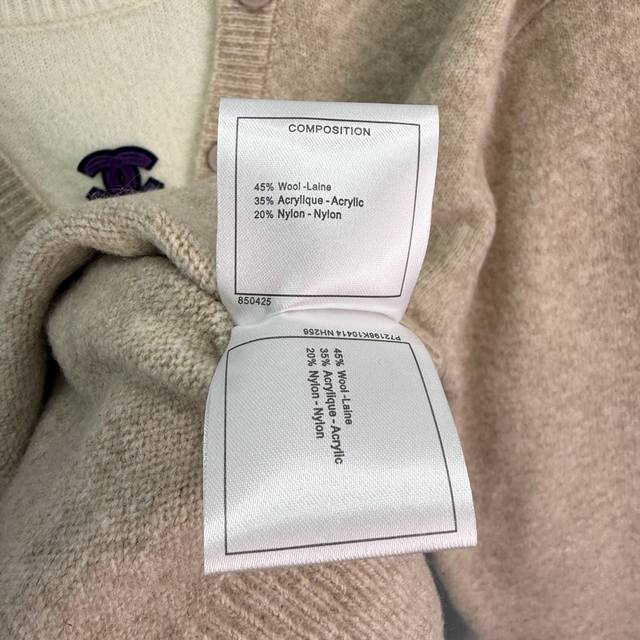 COMPOSITION
45% Wool -Laine
35% Acrylique - Acrylic
20% Nylon - Nylon
850425
P72196K10414 NH256
45% Wool -Laine
35% Acrylique - Acrylic
20% Nylon - Nylon